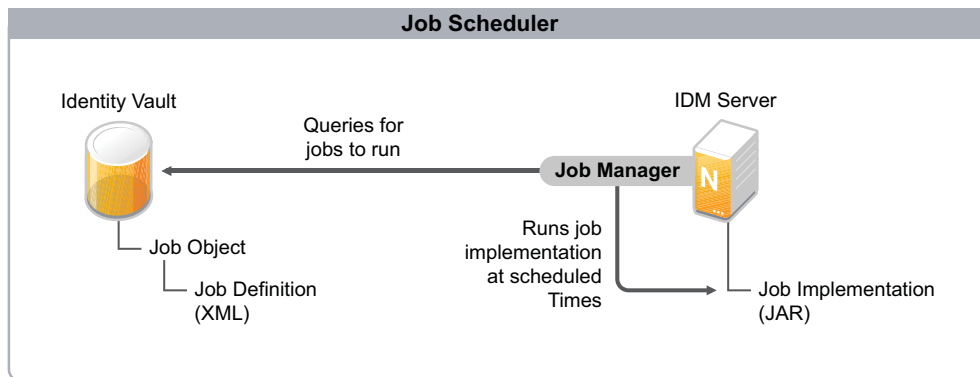 Job Scheduler
Identity Vault
IDM Server
Queries for
jobs to run
Job Manager
N
Runs job
implementation
at scheduled
Times
Job Object
Job Definition
(XML)
Job Implementation
(JAR)